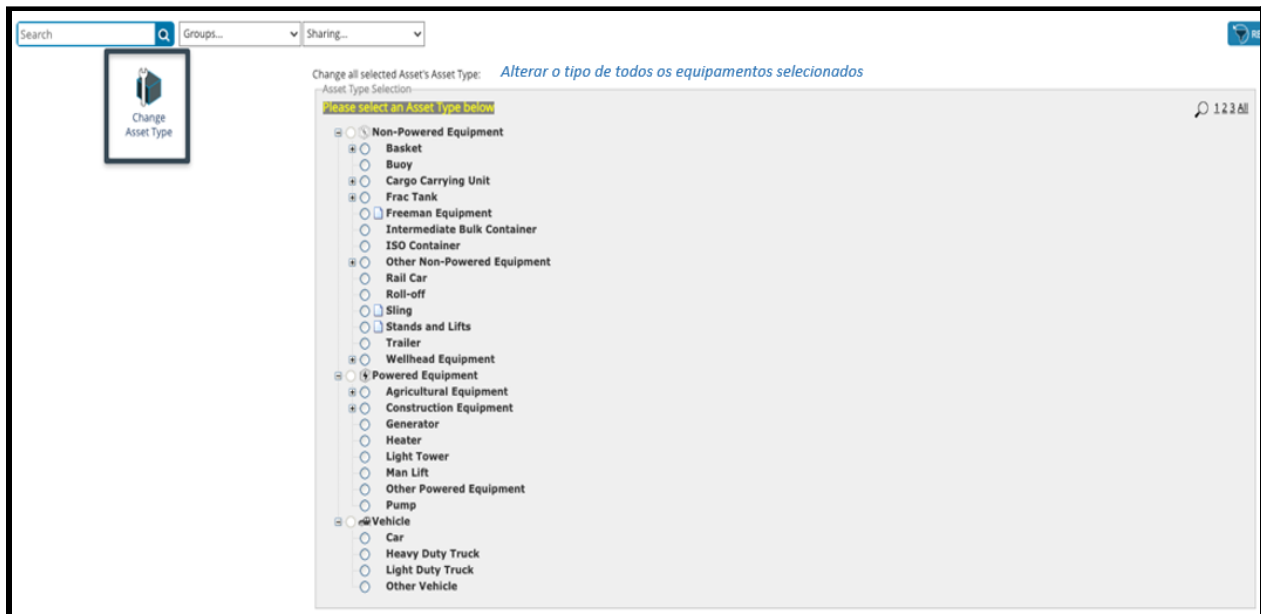 Search Groups... Sharing... RE
Change
Asset Type
Change all selected Asset's Asset Type: Alterar o tipo de todos os equipamentos selecionados
Asset Type Selection
Please select an Asset Type below 1 2 3 All
Non-Powered Equipment
Basket
Buoy
Cargo Carrying Unit
Frac Tank
Freeman Equipment
Intermediate Bulk Container
ISO Container
Other Non-Powered Equipment
Rail Car
Roll-off
Sling
Stands and Lifts
Trailer
Wellhead Equipment
Powered Equipment
Agricultural Equipment
Construction Equipment
Generator
Heater
Light Tower
Man Lift
Other Powered Equipment
Pump
Vehicle
Car
Heavy Duty Truck
Light Duty Truck
Other Vehicle